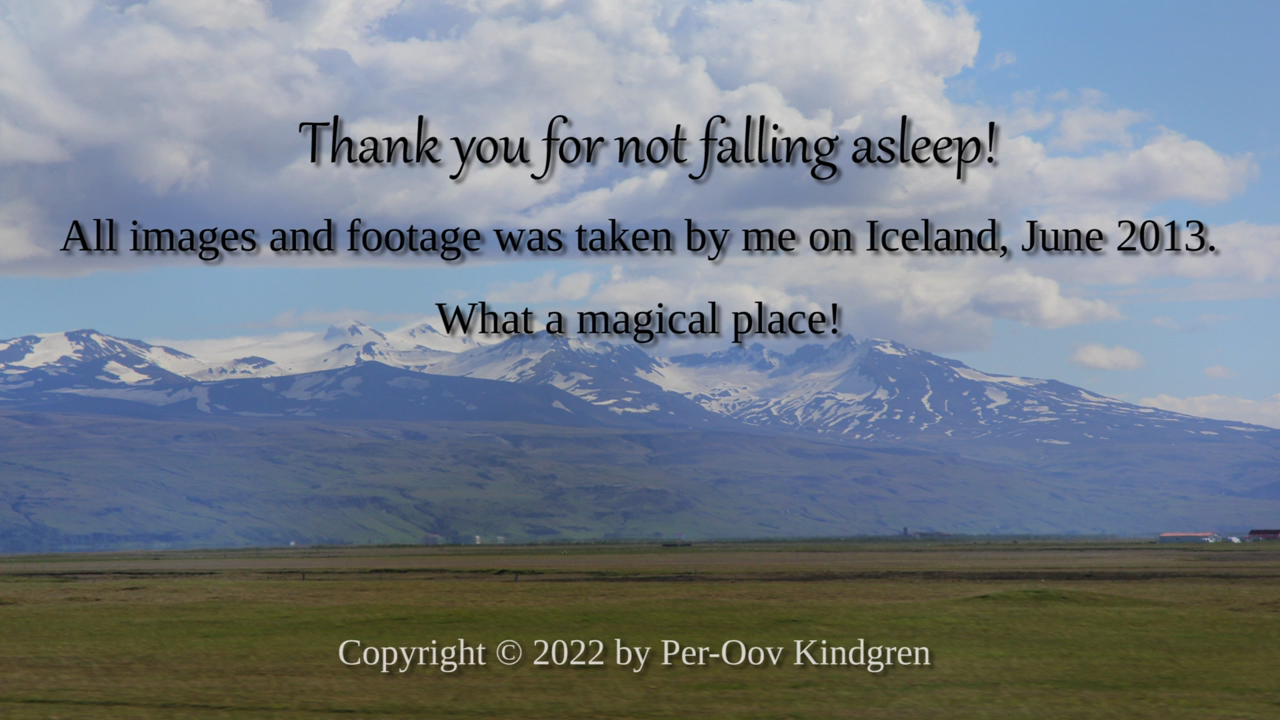 Thank you for not falling asleep!
All images and footage was taken by me on Iceland, June 2013.
What a magical place!
Copyright © 2022 by Per-Oov Kindgren